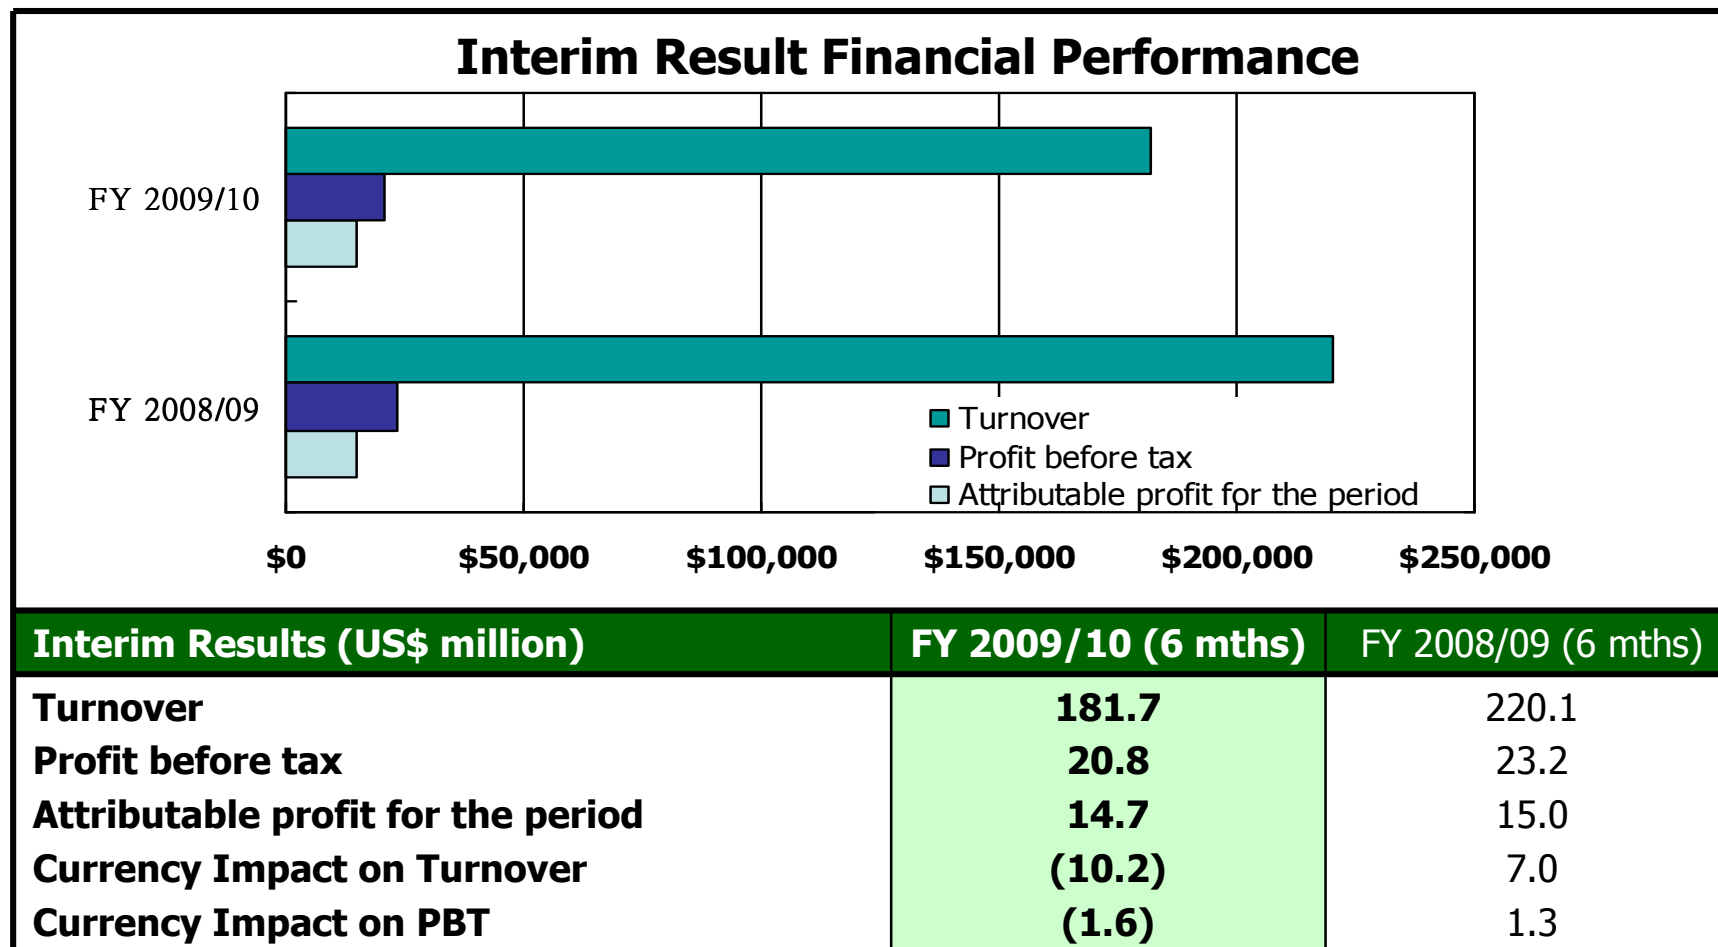 Interim Result Financial Performance
FY 2009/10
FY 2008/09
Turnover
Profit before tax
Attributable profit for the period
$0 $50,000 $100,000 $150,000 $200,000 $250,000
Interim Results (US$ million) FY 2009/10 (6 mths) FY 2008/09 (6 mths)
Turnover 181.7 220.1
Profit before tax 20.8 23.2
Attributable profit for the period 14.7 15.0
Currency Impact on Turnover (10.2) 7.0
Currency Impact on PBT (1.6) 1.3